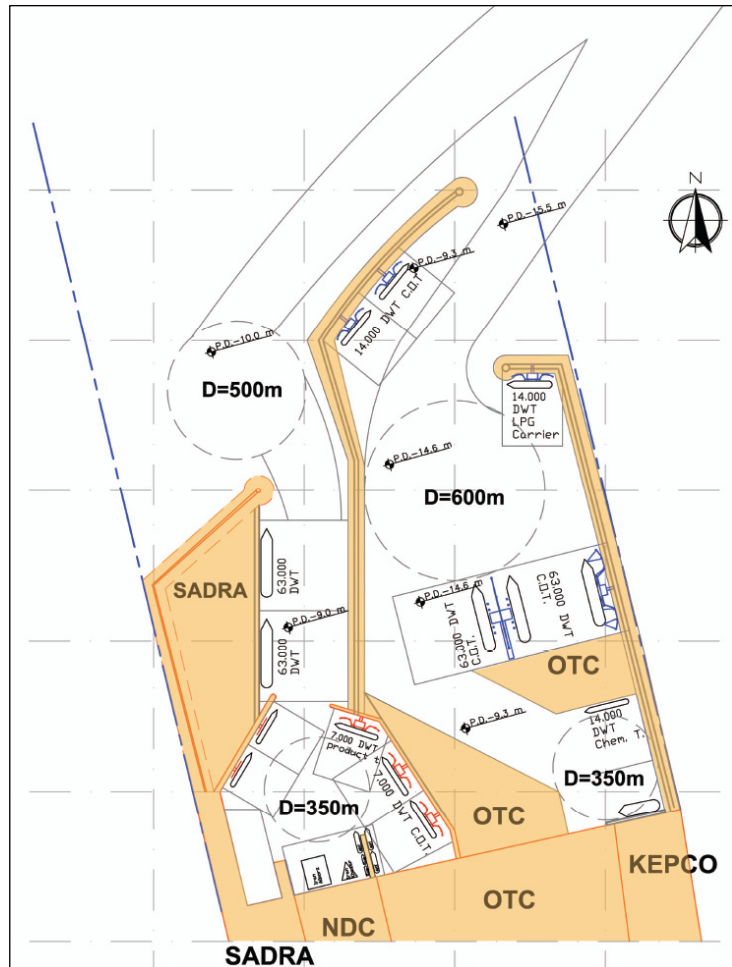 N
P.D.-15.5 m
P.D.-9.3 m
14.000 DWT C.O.T
P.D.-10.0 m
D=500m
14.000
DWT
LPG
Carrier
P.D.-14.6 m
D=600m
SADRA
63.000
DWT
63.000 DWT
C.O.T.
P.D.-14.6 m
63.000 DWT
C.O.T.
P.D.-9.0 m
63.000
DWT
OTC
14.000
DWT
Chem. T.
P.D.-9.3 m
7.000 DWT
product t
7.000 DWT C.O.T.
D=350m
D=350m
OTC
KEPCO
OTC
NDC
SADRA